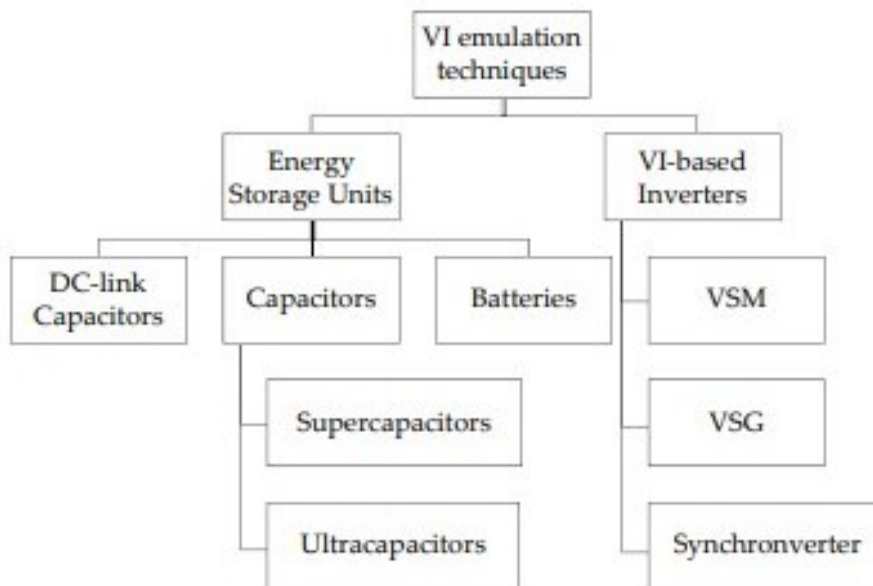 VI emulation
techniques
Energy
Storage Units
VI-based
Inverters
DC-link
Capacitors
Capacitors
Batteries
VSM
Supercapacitors
VSG
Ultracapacitors
Synchronverter